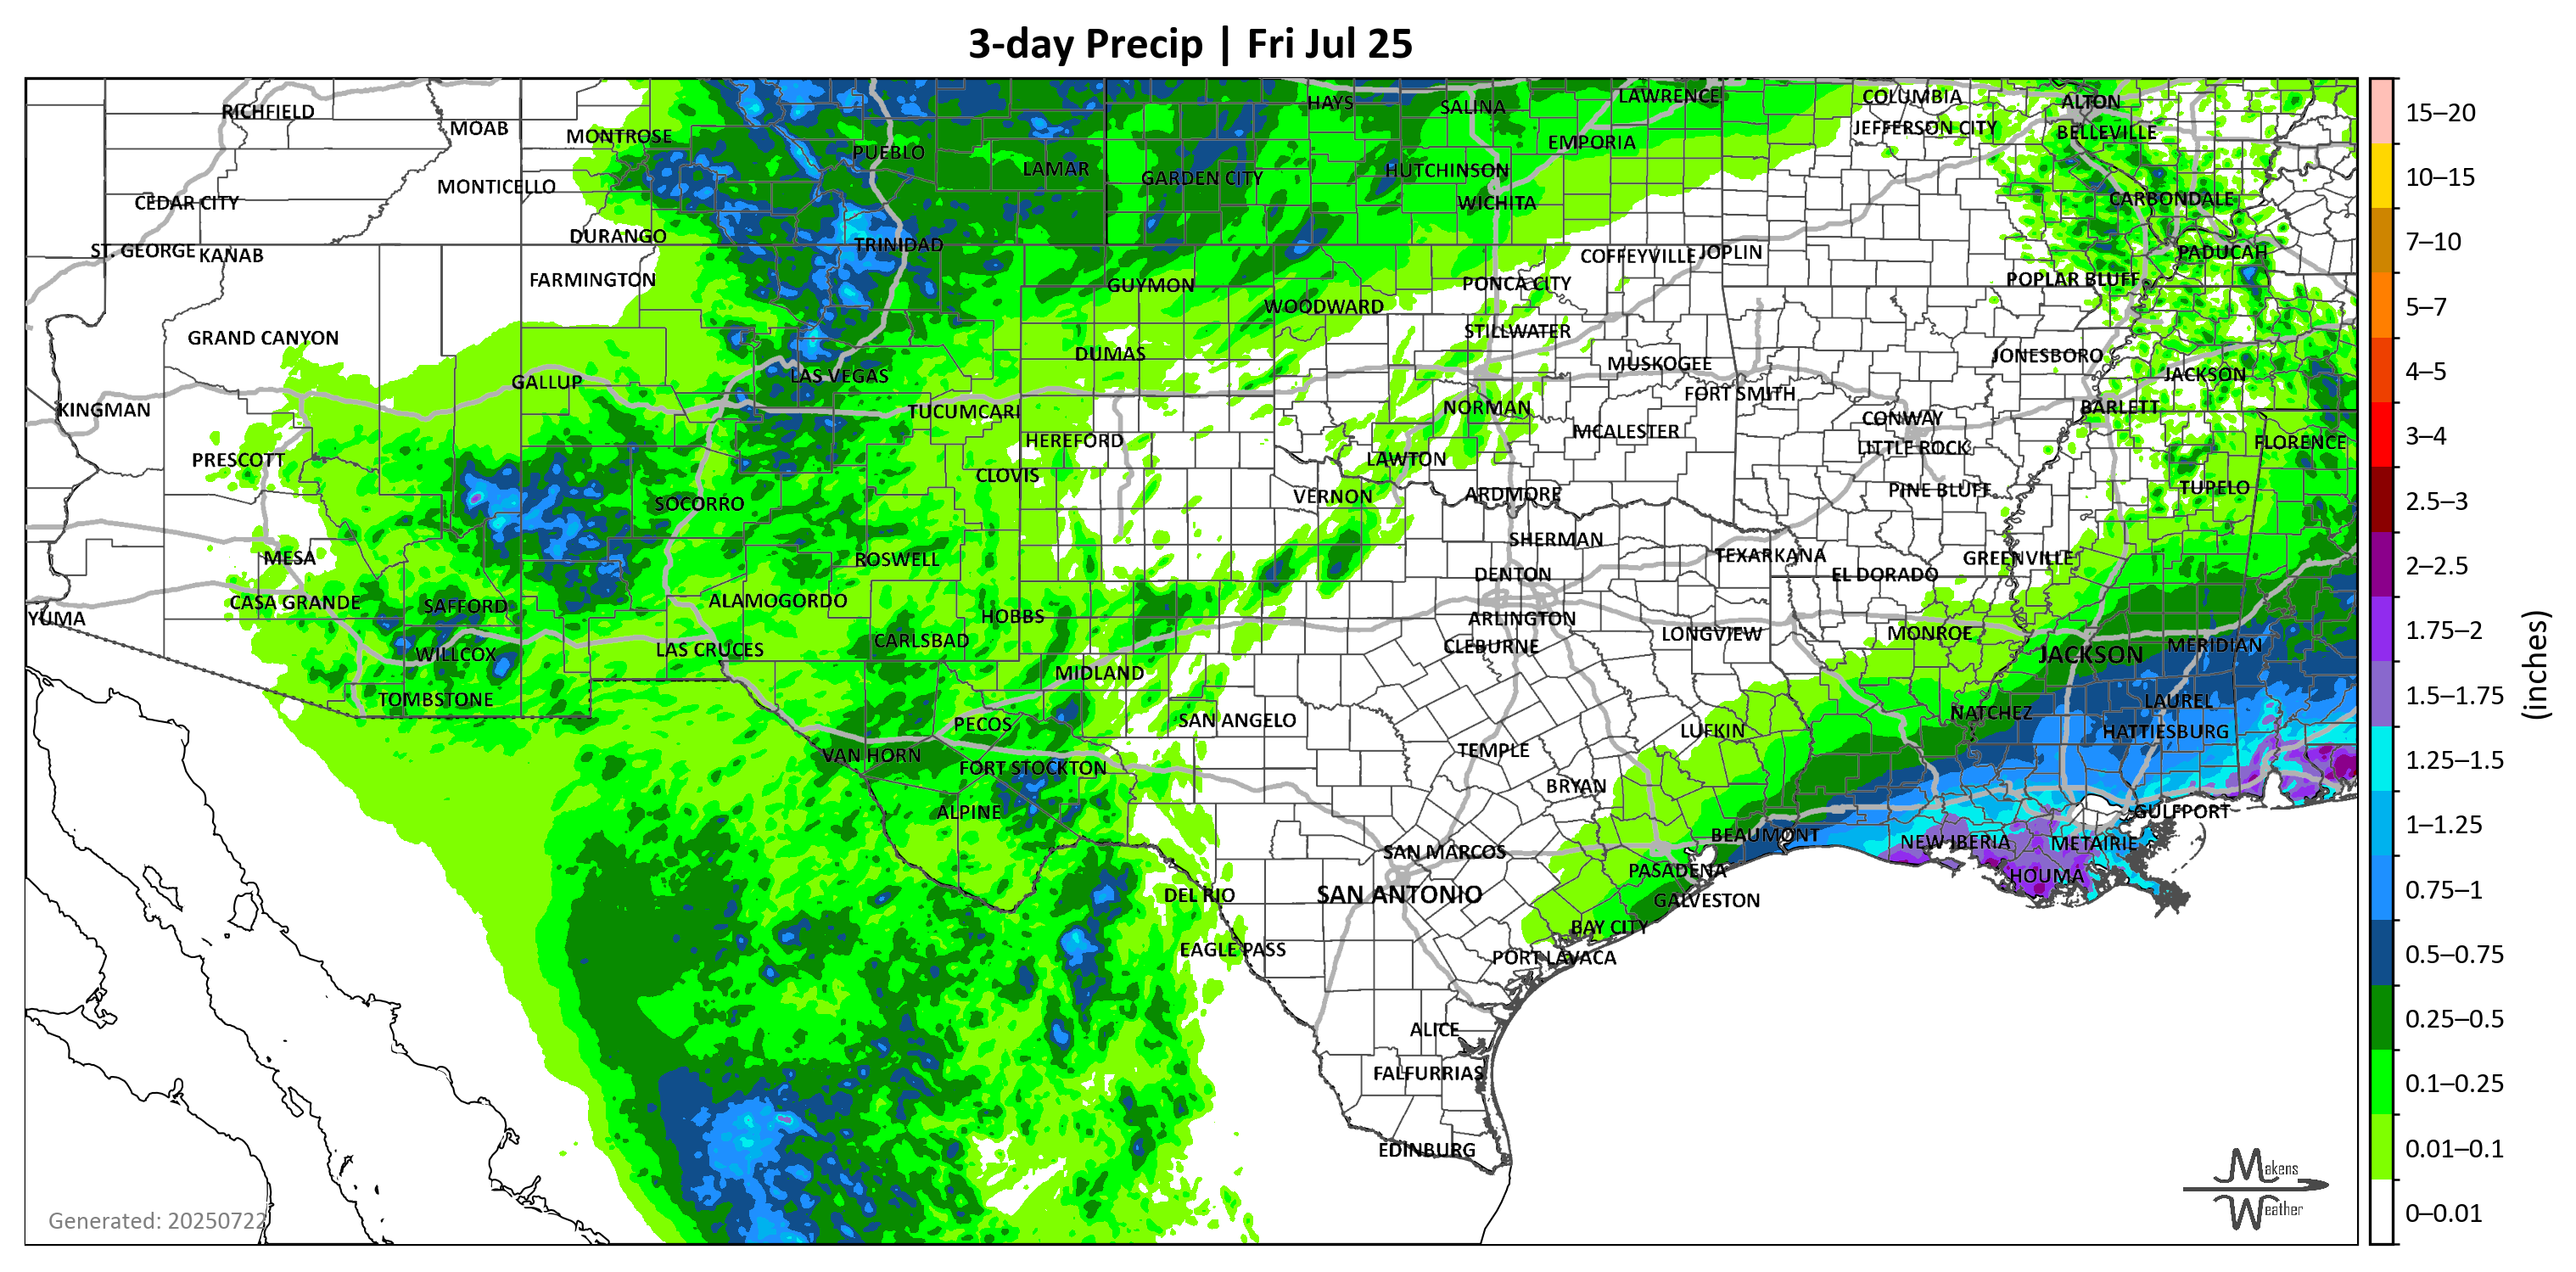 3-day Precip | Fri Jul 25
RICHFIELD
MOAB
MONTROSE
PUEBLO
LAMAR
HAYS
SALINA
LAWRENCE
COLUMBIA
ALTON
JEFFERSON CITY
BELLEVILLE
EMPORIA
GARDEN CITY
HUTCHINSON
MONTICELLO
CEDAR CITY
WICHITA
CARBONDALE
DURANGO
TRINIDAD
ST. GEORGE
KANAB
COFFEYVILLE
JOPLIN
PADUCAH
FARMINGTON
GUYMON
PONCA CITY
POPLAR BLUFF
WOODWARD
GRAND CANYON
STILLWATER
DUMAS
MUSKOGEE
JONESBORO
GALLUP
LAS VEGAS
JACKSON
FORT SMITH
KINGMAN
TUCUMCARI
NORMAN
BARLETT
CONWAY
HEREFORD
MCALESTER
LITTLE ROCK
FLORENCE
PRESCOTT
LAWTON
CLOVIS
SOCORRO
VERNON
ARDMORE
PINE BLUFF
TUPELO
MESA
ROSWELL
SHERMAN
TEXARKANA
GREENVILLE
DENTON
EL DORADO
CASA GRANDE
SAFFORD
ALAMOGORDO
HOBBS
YUMA
ARLINGTON
LONGVIEW
MONROE
WILLCOX
LAS CRUCES
CARLSBAD
CLEBURNE
JACKSON
MERIDIAN
MIDLAND
TOMBSTONE
LAUREL
NATCHEZ
PECOS
SAN ANGELO
LUFKIN
HATTIESBURG
VAN HORN
FORT STOCKTON
TEMPLE
BRYAN
ALPINE
GULFPORT
BEAUMONT
NEW IBERIA
METAIRIE
SAN MARCOS
PASADENA
HOUMA
DEL RIO
SAN ANTONIO
GALVESTON
BAY CITY
EAGLE PASS
PORT LAVACA
ALICE
FALFURRIAS
EDINBURG
Generated: 20250722
Makens
Weather
15–20
10–15
7–10
5–7
4–5
3–4
2.5–3
2–2.5
1.75–2
1.5–1.75
1.25–1.5
1–1.25
0.75–1
0.5–0.75
0.25–0.5
0.1–0.25
0.01–0.1
0–0.01
(inches)